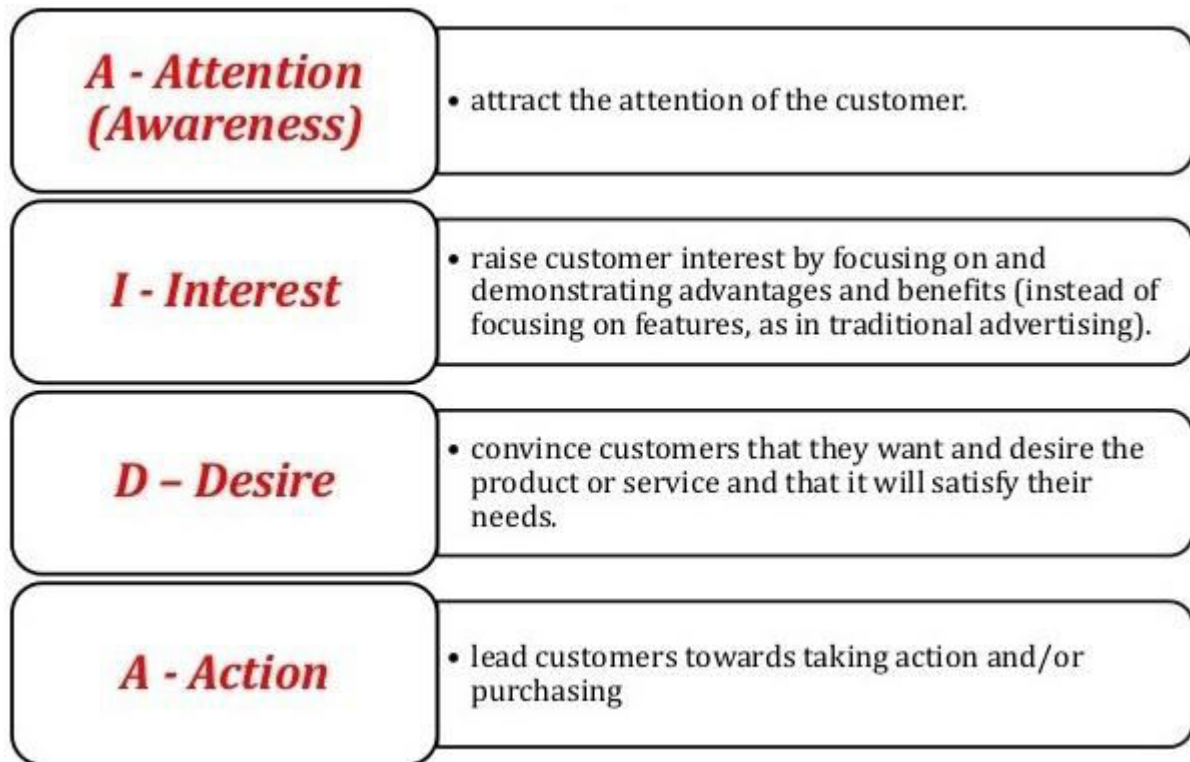 A - Attention
(Awareness)
• attract the attention of the customer.
I - Interest
• raise customer interest by focusing on and
demonstrating advantages and benefits (instead of
focusing on features, as in traditional advertising).
D – Desire
• convince customers that they want and desire the
product or service and that it will satisfy their
needs.
A - Action
• lead customers towards taking action and/or
purchasing